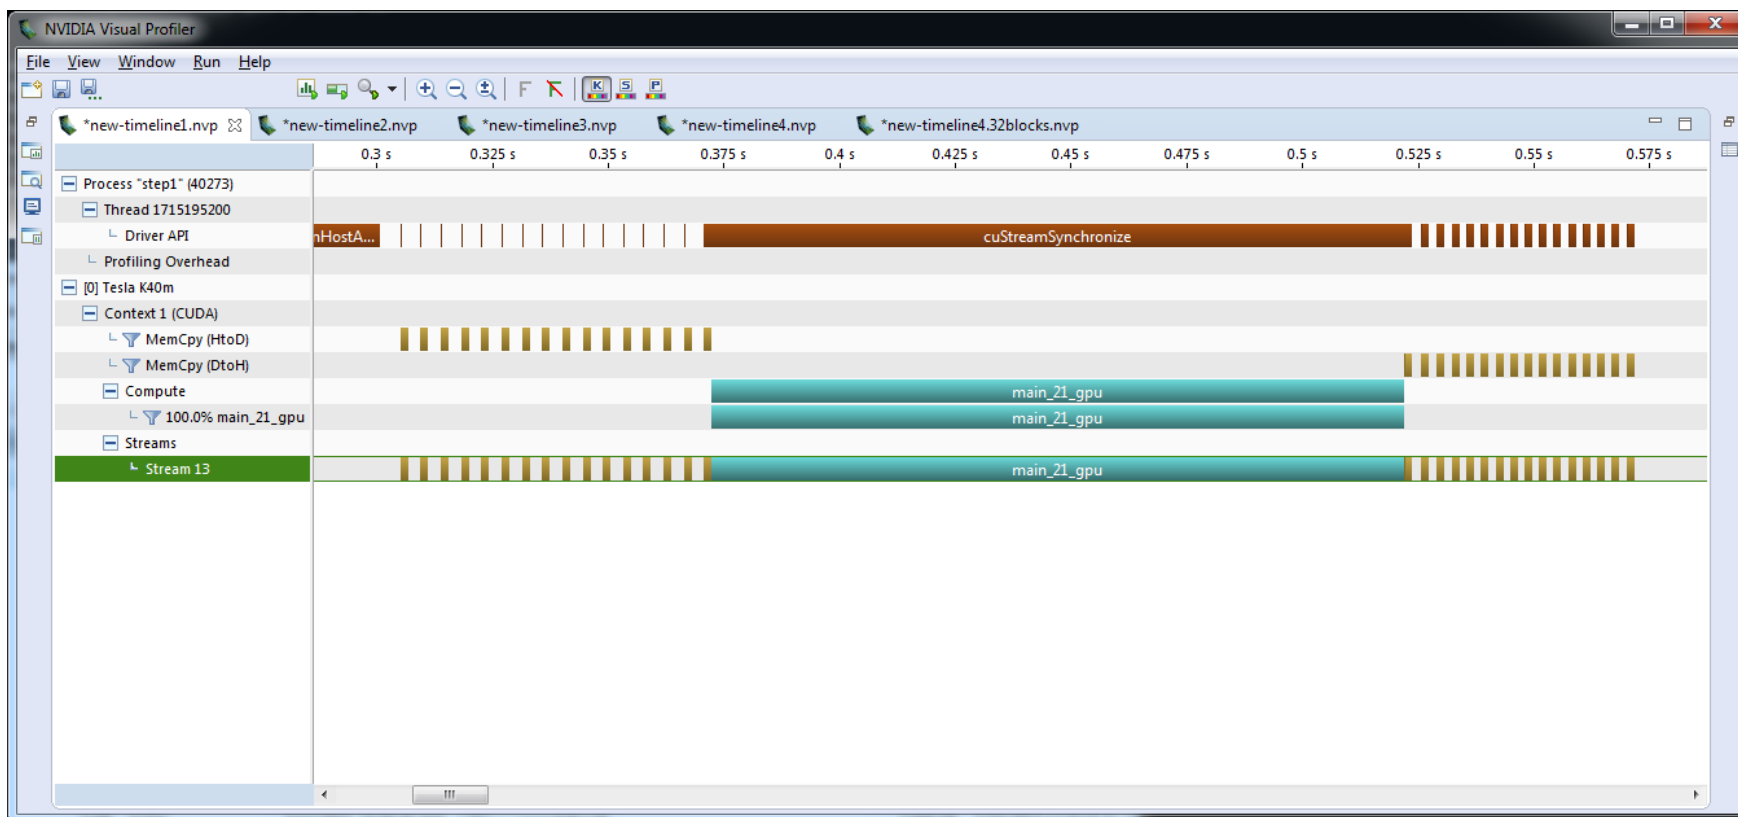 NVIDIA Visual Profiler
File View Window Run Help
F K S P
*new-timeline1.nvp *new-timeline2.nvp *new-timeline3.nvp *new-timeline4.nvp *new-timeline4.32blocks.nvp
0.3 s 0.325 s 0.35 s 0.375 s 0.4 s 0.425 s 0.45 s 0.475 s 0.5 s 0.525 s 0.55 s 0.575 s
Process "step1" (40273)
Thread 1715195200
Driver API nHostA... cuStreamSynchronize
Profiling Overhead
[0] Tesla K40m
Context 1 (CUDA)
MemCpy (HtoD)
MemCpy (DtoH)
Compute main_21_gpu
100.0% main_21_gpu main_21_gpu
Streams
Stream 13 main_21_gpu